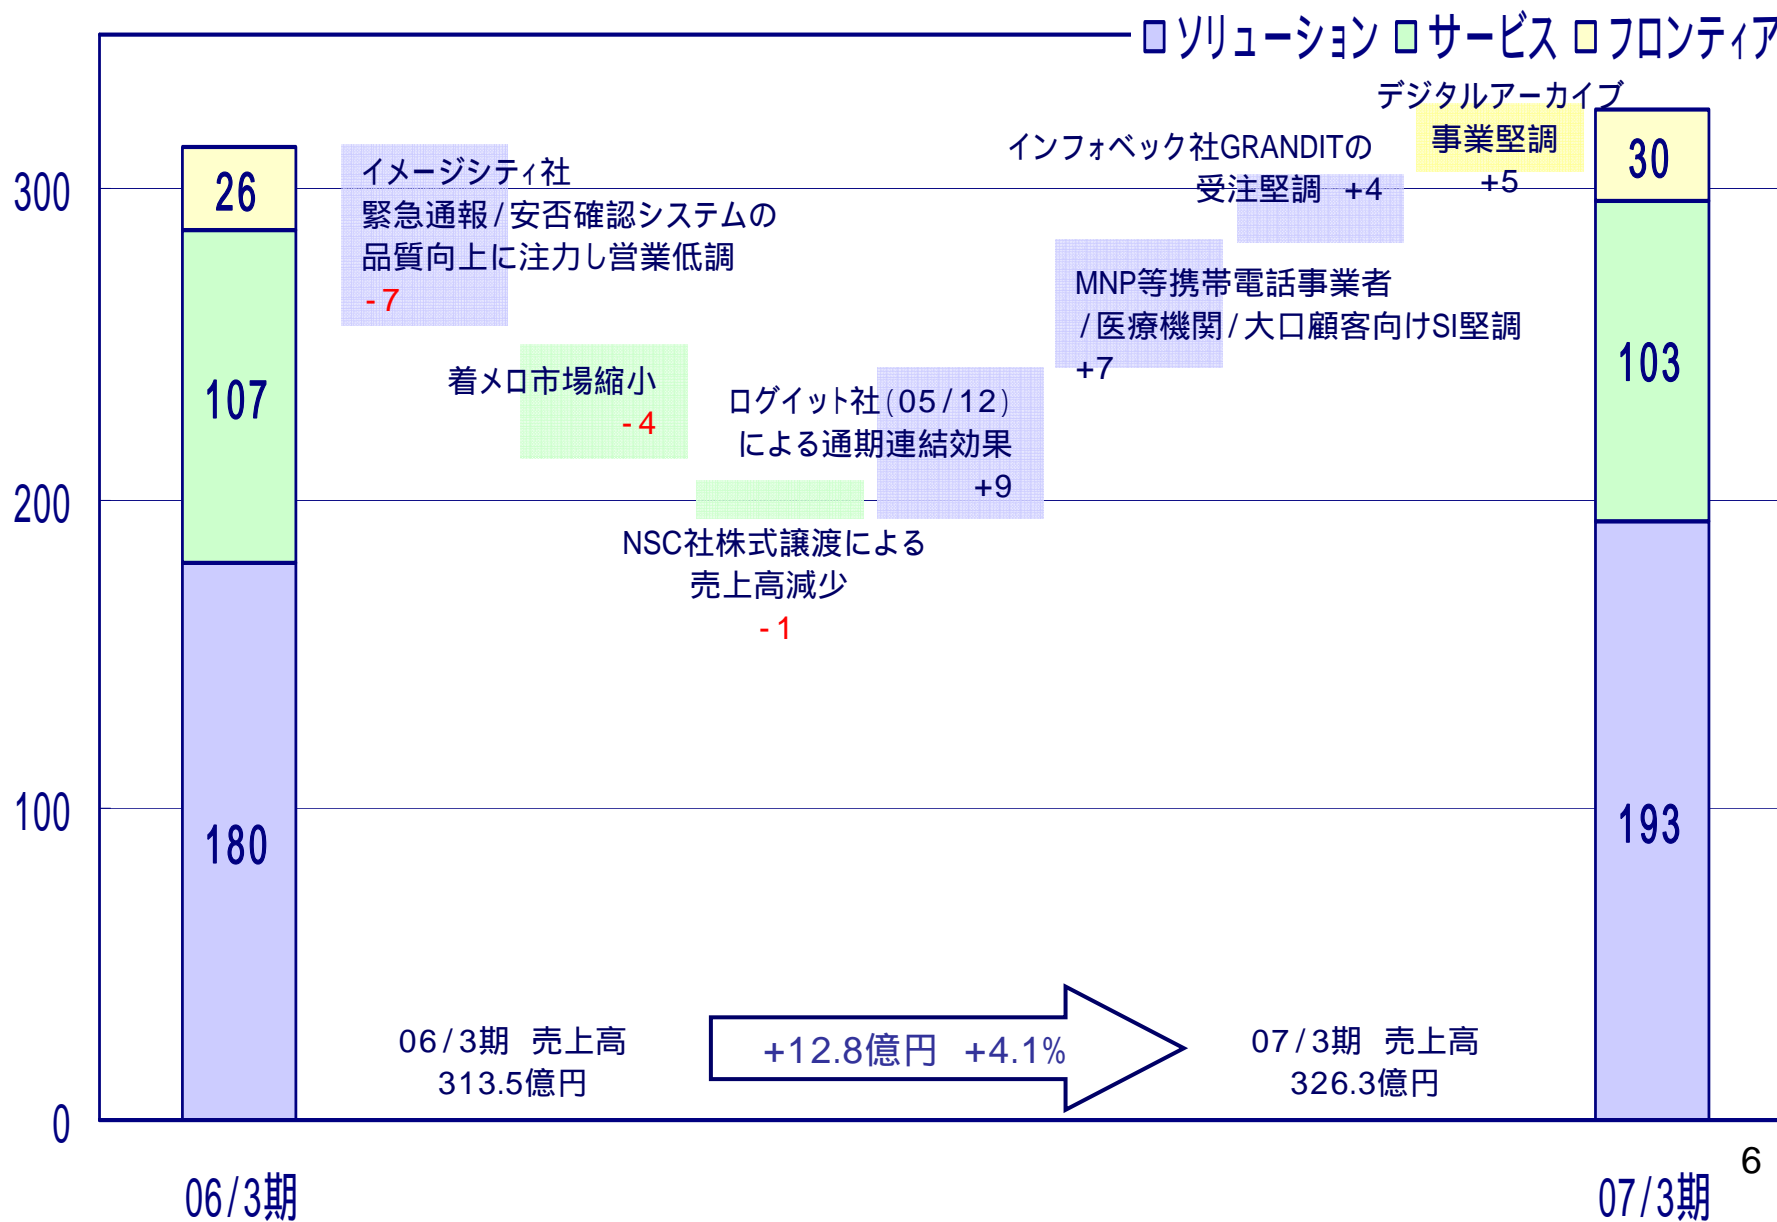 ソリューション サービス フロンティア
デジタルアーカイブ
事業堅調
+5
インフォベック社GRANDITの
受注堅調 +4
イメージシティ社
緊急通報/安否確認システムの
品質向上に注力し営業低調
-7
MNP等携帯電話事業者
/医療機関/大口顧客向けSI堅調
+7
着メロ市場縮小
-4
ログイット社(05/12)
による通期連結効果
+9
NSC社株式譲渡による
売上高減少
-1
300
200
100
0
26
107
180
30
103
193
06/3期 売上高
313.5億円
+12.8億円 +4.1%
07/3期 売上高
326.3億円
06/3期
07/3期
6